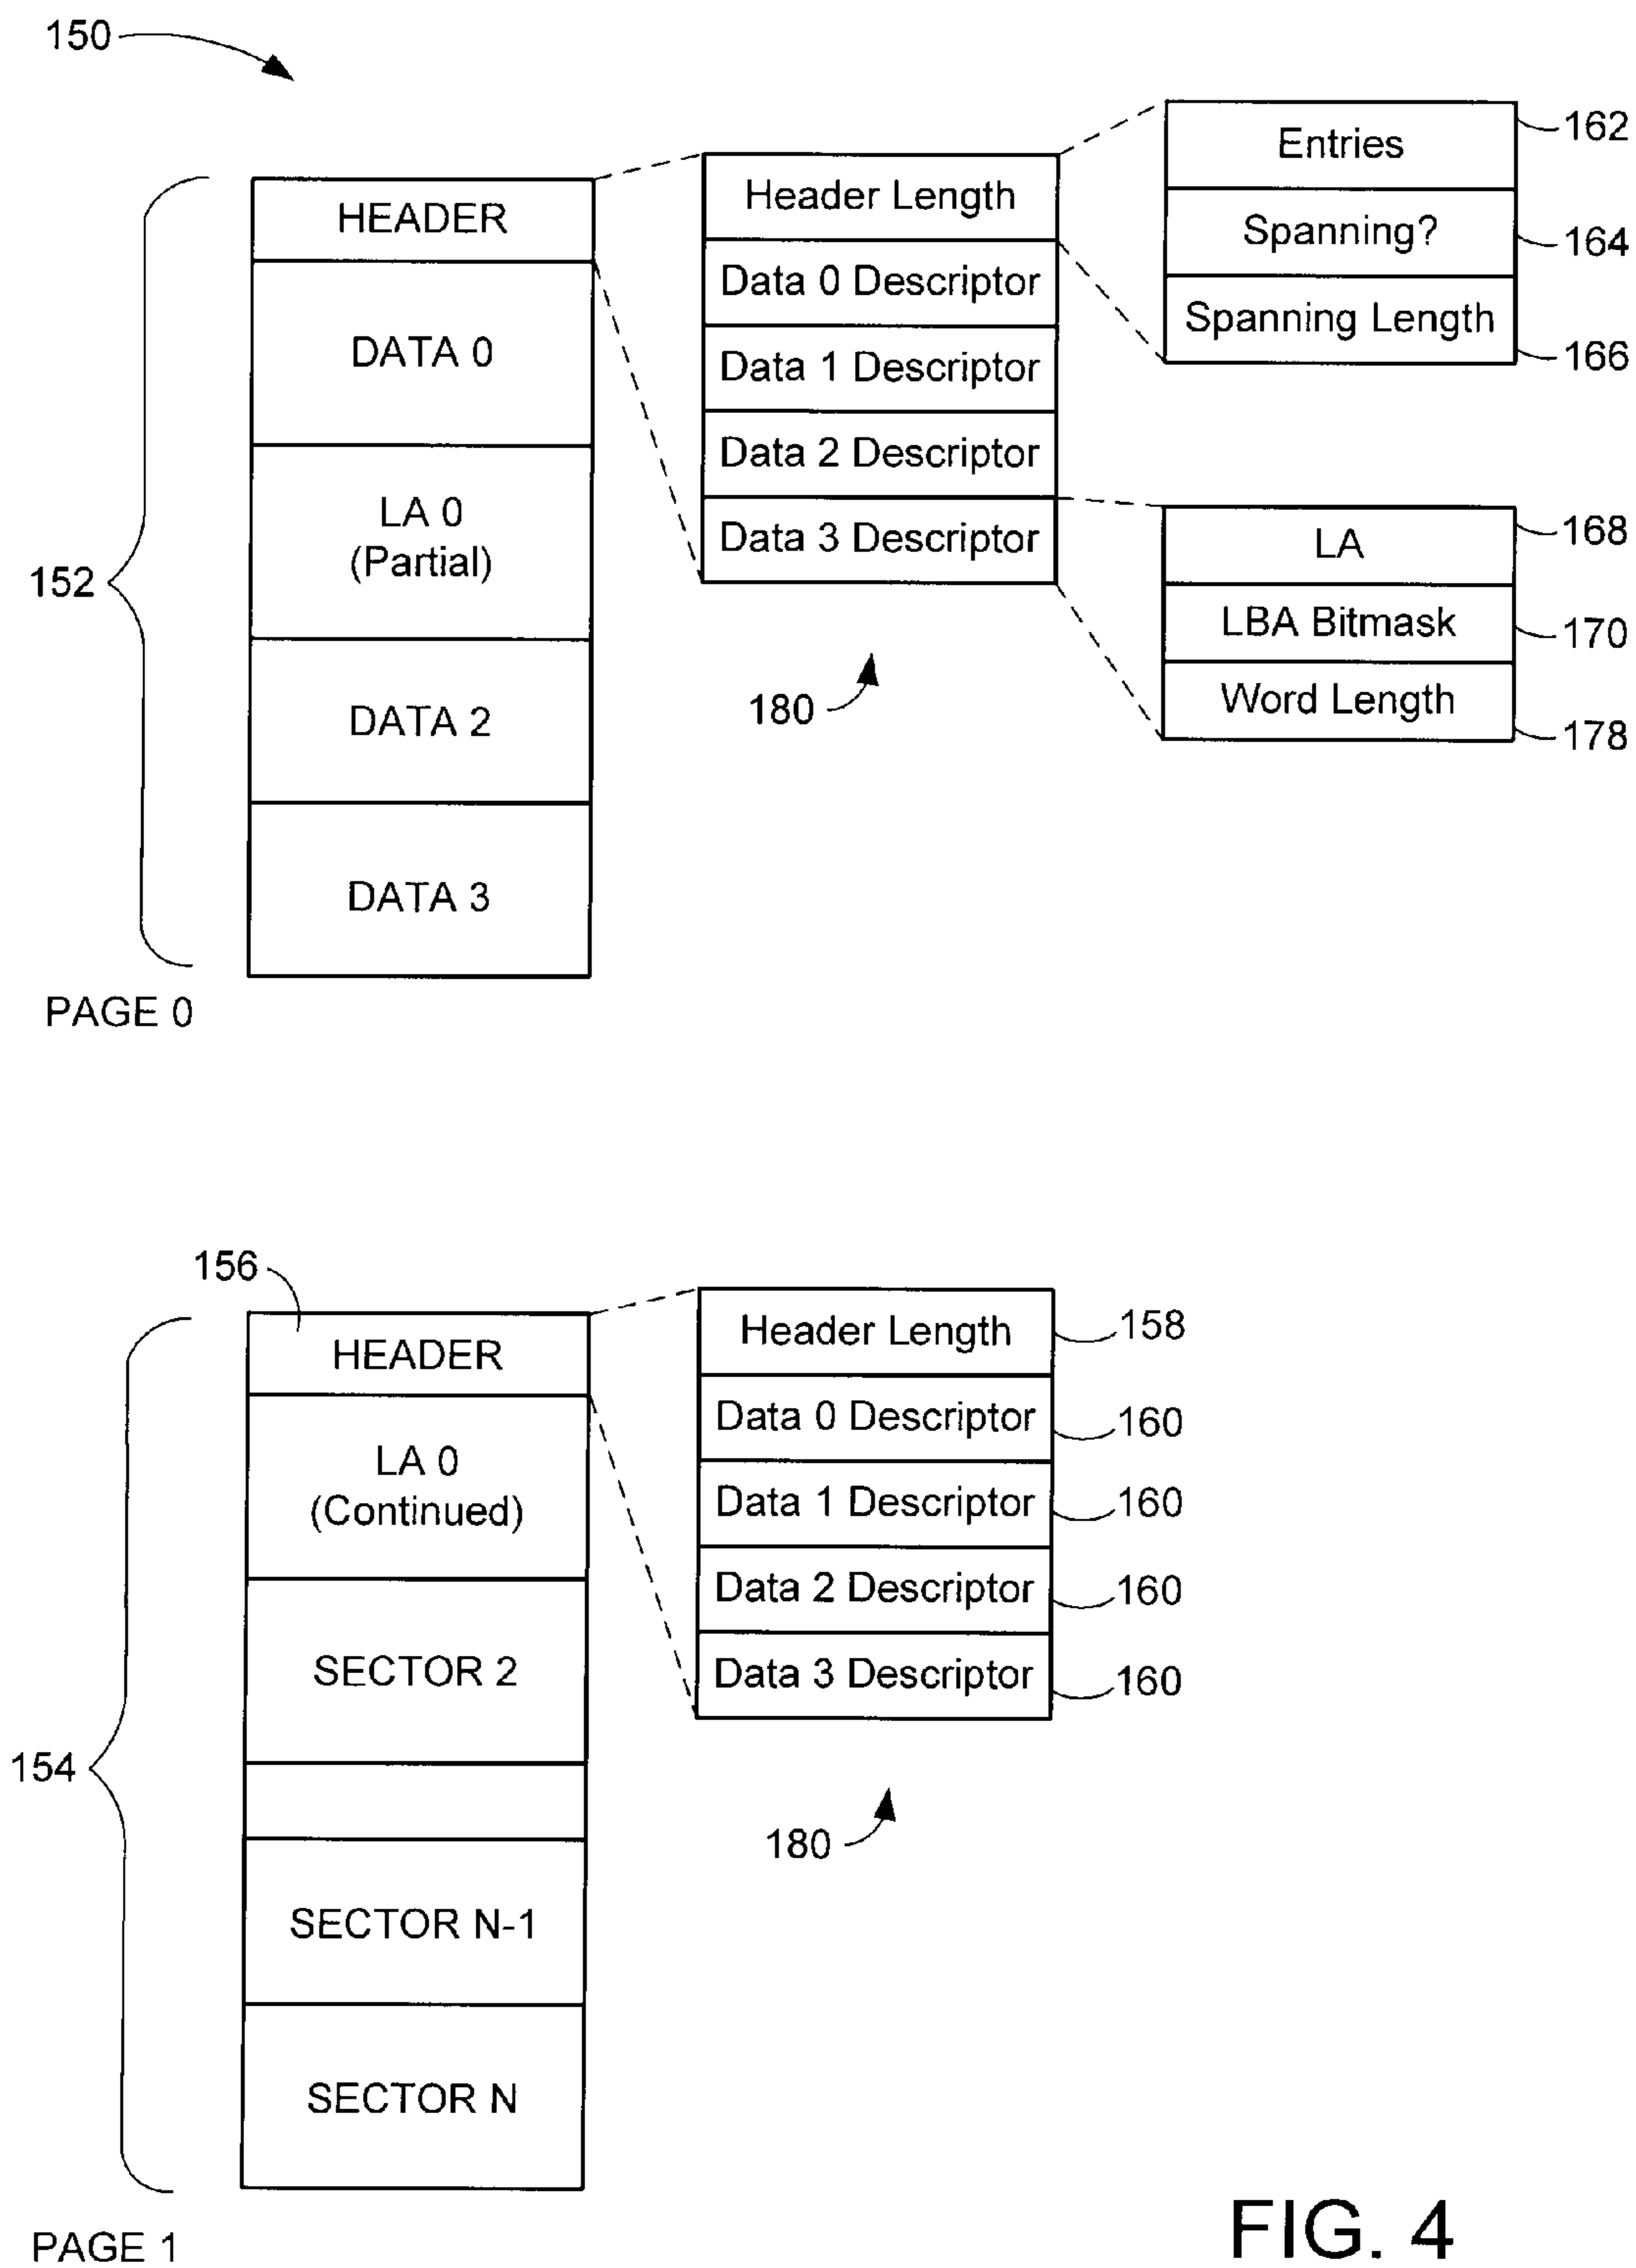 150
152
HEADER
DATA 0
LA 0
(Partial)
DATA 2
DATA 3
PAGE 0
Header Length
Data 0 Descriptor
Data 1 Descriptor
Data 2 Descriptor
Data 3 Descriptor
180
Entries
162
Spanning?
164
Spanning Length
166
LA
168
LBA Bitmask
170
Word Length
178
156
154
HEADER
LA 0
(Continued)
SECTOR 2
SECTOR N-1
SECTOR N
PAGE 1
Header Length
158
Data 0 Descriptor
160
Data 1 Descriptor
160
Data 2 Descriptor
160
Data 3 Descriptor
160
180
FIG. 4